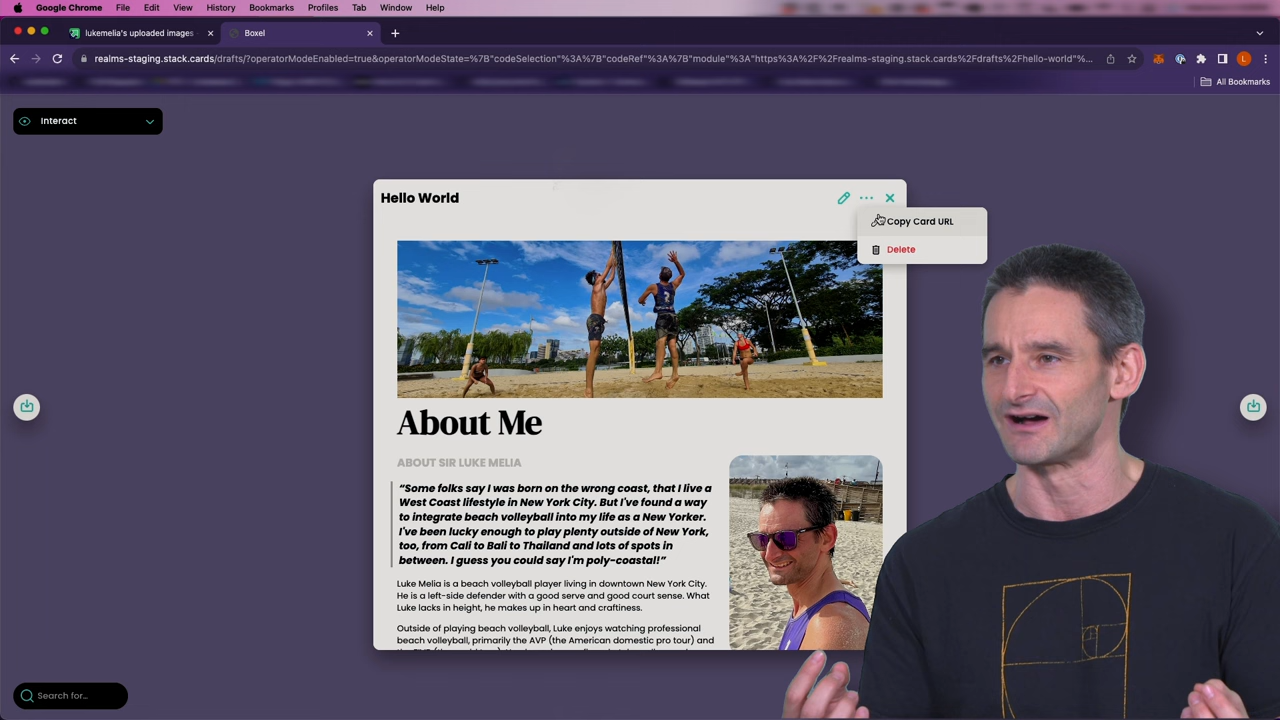 Google Chrome File Edit View History Bookmarks Profiles Tab Window Help
lukemelia's uploaded images
Boxel
realms-staging.stack.cards/drafts/?operatorModeEnabled=true&operatorModeState=%7B"codeSelection"%3A%7B"codeRef"%3A%7B"module"%3A"https%3A%2F%2Frealms-staging.stack.cards%2Fdrafts%2Fhello-world"%...
L
All Bookmarks
Interact
Hello World
Copy Card URL
Delete
2
About Me
ABOUT SIR LUKE MELIA
“Some folks say I was born on the wrong coast, that I live a
West Coast lifestyle in New York City. But I've found a way
to integrate beach volleyball into my life as a New Yorker.
I've been lucky enough to play plenty outside of New York,
too, from Cali to Bali to Thailand and lots of spots in
between. I guess you could say I'm poly-coastal!”
Luke Melia is a beach volleyball player living in downtown New York City.
He is a left-side defender with a good serve and good court sense. What
Luke lacks in height, he makes up in heart and craftiness.
Outside of playing beach volleyball, Luke enjoys watching professional
beach volleyball, primarily the AVP (the American domestic pro tour) and
Search for...